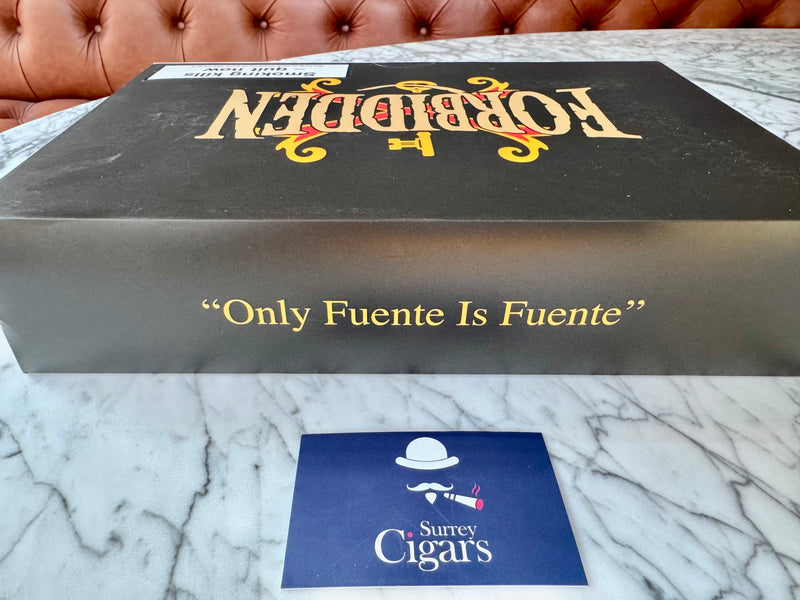 Smoking kills
– quit now
FORBIDDEN
“Only Fuente Is Fuente”
Surrey
Cigars